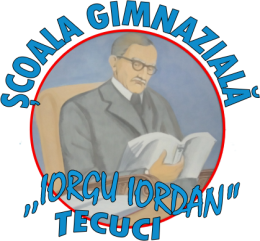 ŞCOALA GIMNAZIALĂ
,,IORGU IORDAN"
TECUCI